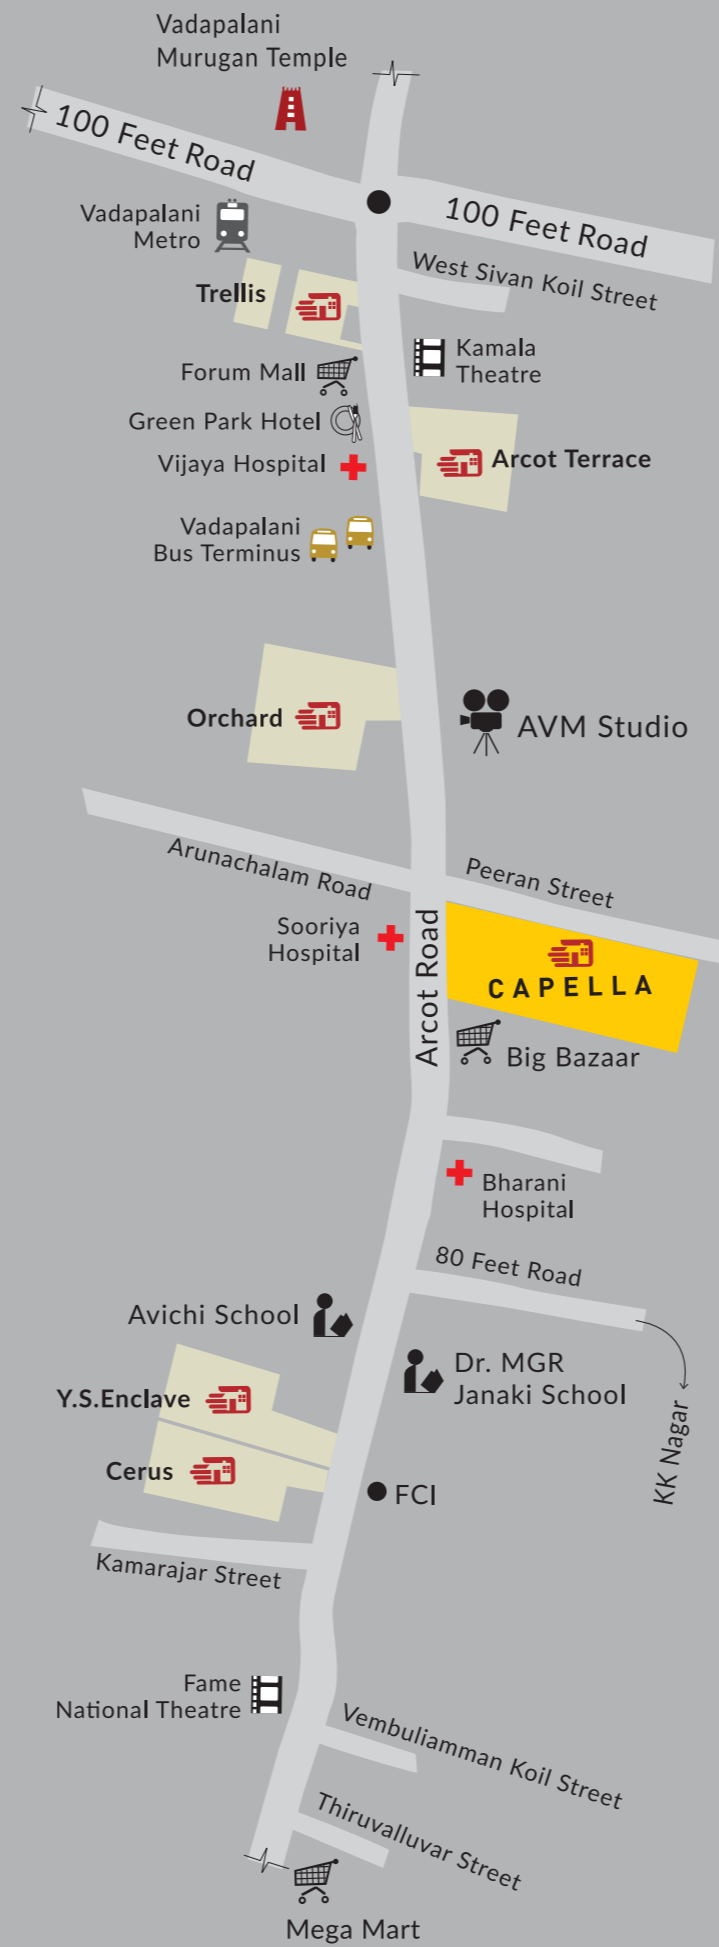 Vadapalani
Murugan Temple
100 Feet Road
100 Feet Road
Vadapalani
Metro
West Sivan Koil Street
Trellis
Kamala
Theatre
Forum Mall
Green Park Hotel
Arcot Terrace
Vijaya Hospital
Vadapalani
Bus Terminus
Orchard
AVM Studio
Arunachalam Road
Peeran Street
Sooriya
Hospital
Arcot Road
CAPELLA
Big Bazaar
Bharani
Hospital
80 Feet Road
Avichi School
Dr. MGR
Janaki School
KK Nagar
Y.S.Enclave
Cerus
FCI
Kamarajar Street
Fame
National Theatre
Vembuliamman Koil Street
Thiruvalluvar Street
Mega Mart